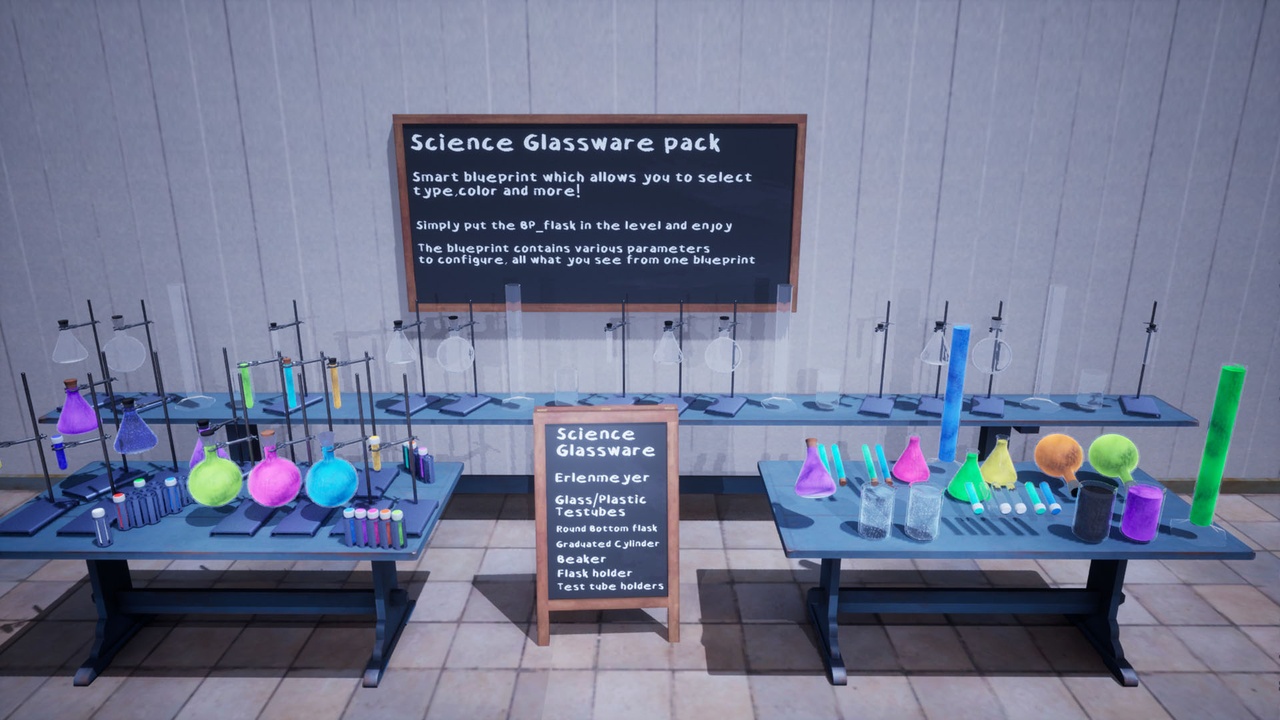 Science Glassware pack
Smart blueprint which allows you to select
type,color and more!
Simply put the BP_flask in the level and enjoy
The blueprint contains various parameters
to configure, all what you see from one blueprint
Science
Glassware
Erlenmeyer
Glass/Plastic
Testubes
Round Bottom flask
Graduated Cylinder
Beaker
Flask holder
Test tube holders